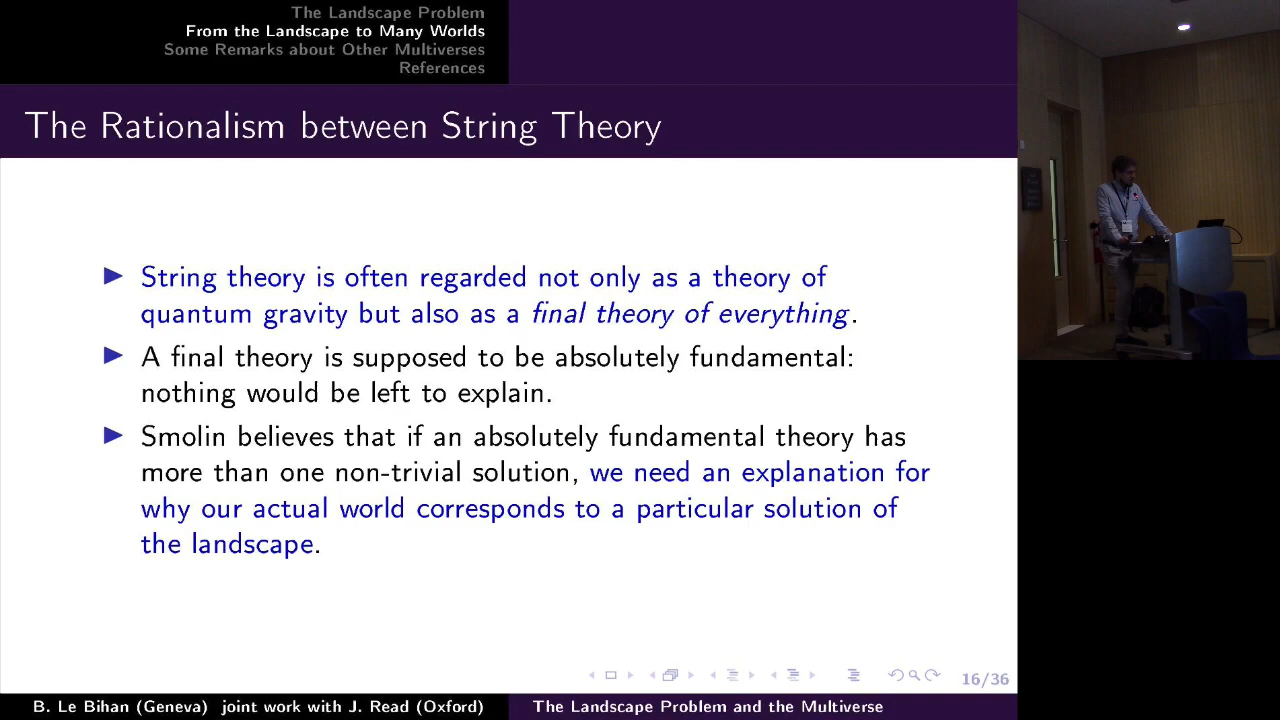 The Landscape Problem
From the Landscape to Many Worlds
Some Remarks about Other Multiverses
References
The Rationalism between String Theory
String theory is often regarded not only as a theory of
quantum gravity but also as a final theory of everything.
A final theory is supposed to be absolutely fundamental:
nothing would be left to explain.
Smolin believes that if an absolutely fundamental theory has
more than one non-trivial solution, we need an explanation for
why our actual world corresponds to a particular solution of
the landscape.
16/36
B. Le Bihan (Geneva) joint work with J. Read (Oxford)
The Landscape Problem and the Multiverse